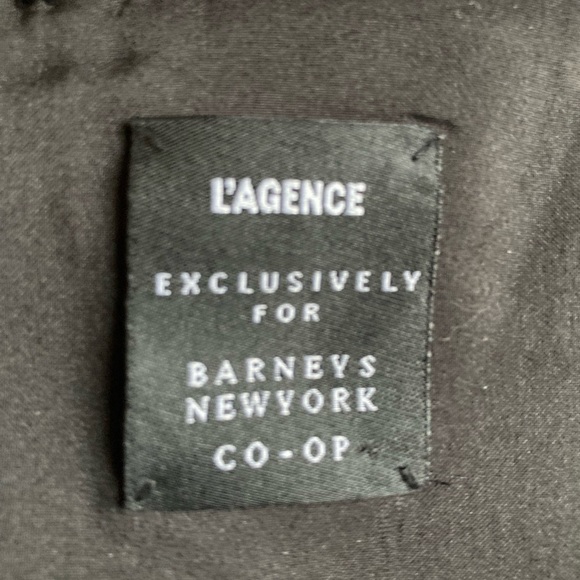 L'AGENCE
EXCLUSIVELY
FOR
BARNEYS
NEWYORK
CO-OP